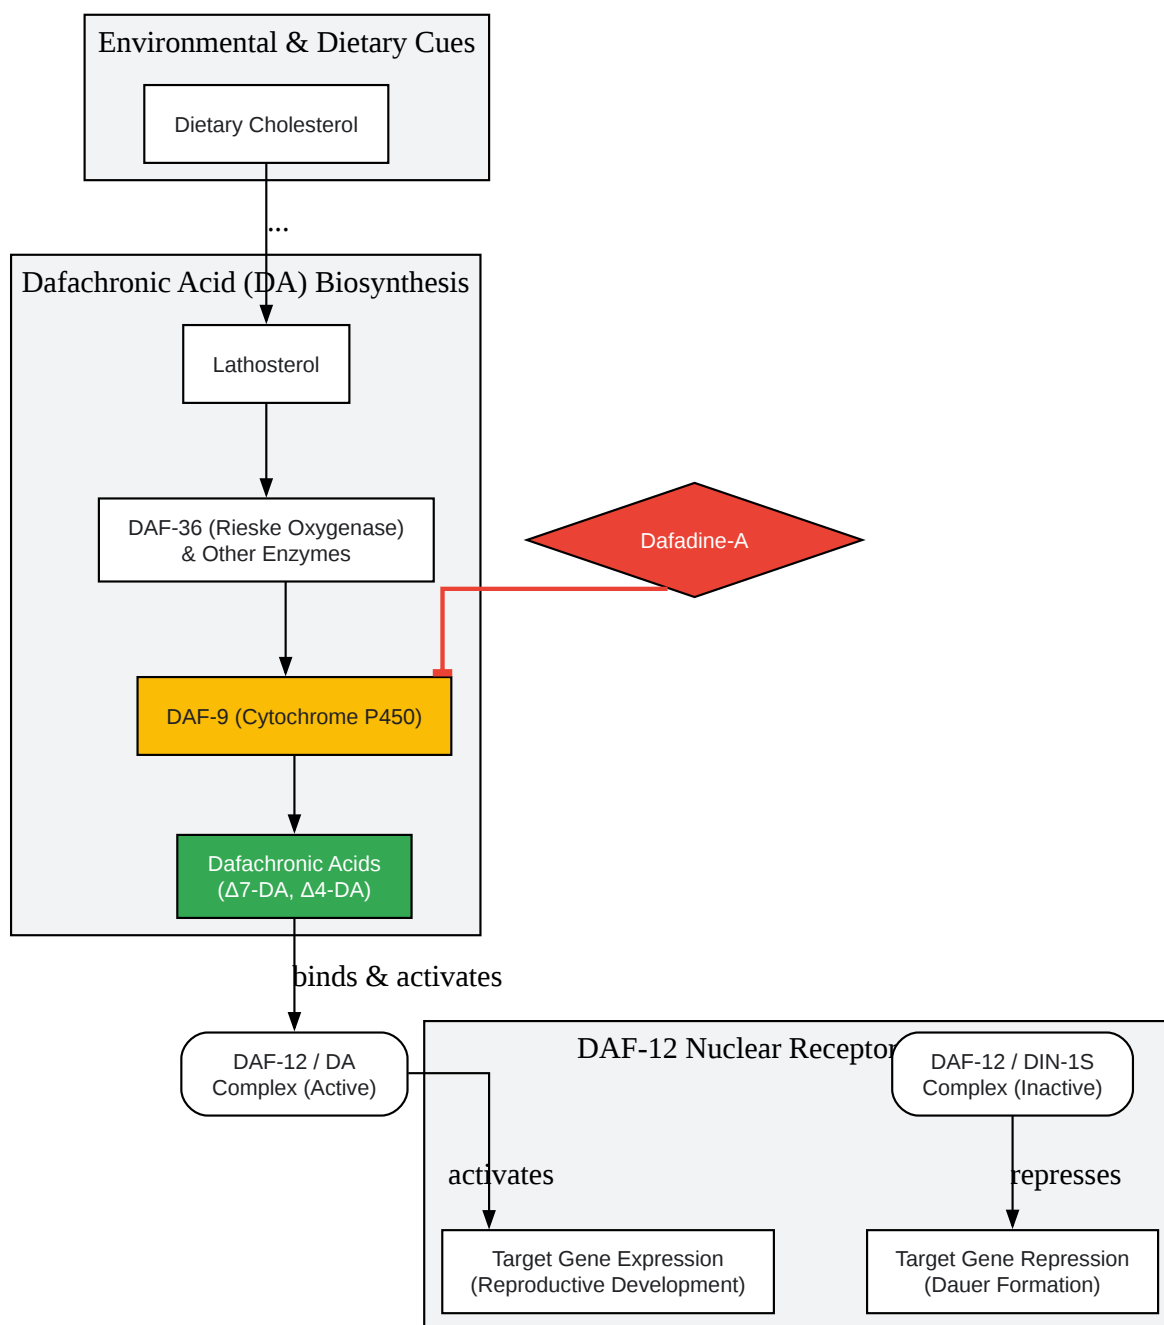 Environmental & Dietary Cues
Dietary Cholesterol
...
Dafachronic Acid (DA) Biosynthesis
Lathosterol
DAF-36 (Rieske Oxygenase)
& Other Enzymes
Dafadine-A
DAF-9 (Cytochrome P450)
Dafachronic Acids
(Δ7-DA, Δ4-DA)
binds & activates
DAF-12 / DA
Complex (Active)
DAF-12 Nuclear Receptor
DAF-12 / DIN-1S
Complex (Inactive)
activates
represses
Target Gene Expression
(Reproductive Development)
Target Gene Repression
(Dauer Formation)